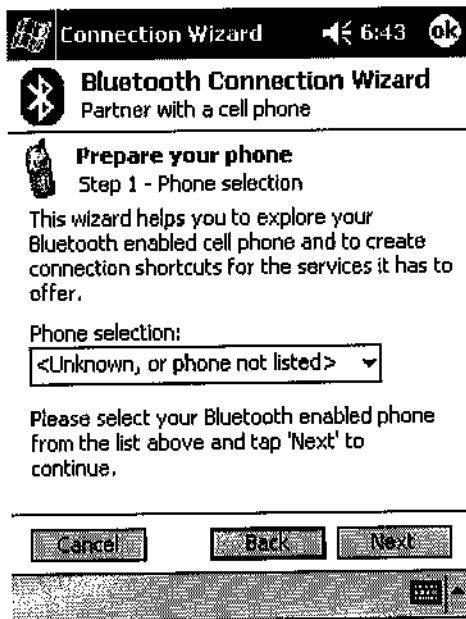 Connection Wizard 6:43 ok
Bluetooth Connection Wizard
Partner with a cell phone
Prepare your phone
Step 1 - Phone selection
This wizard helps you to explore your
Bluetooth enabled cell phone and to create
connection shortcuts for the services it has to
offer.
Phone selection:
<Unknown, or phone not listed>
Please select your Bluetooth enabled phone
from the list above and tap 'Next' to
continue.
Cancel Back Next